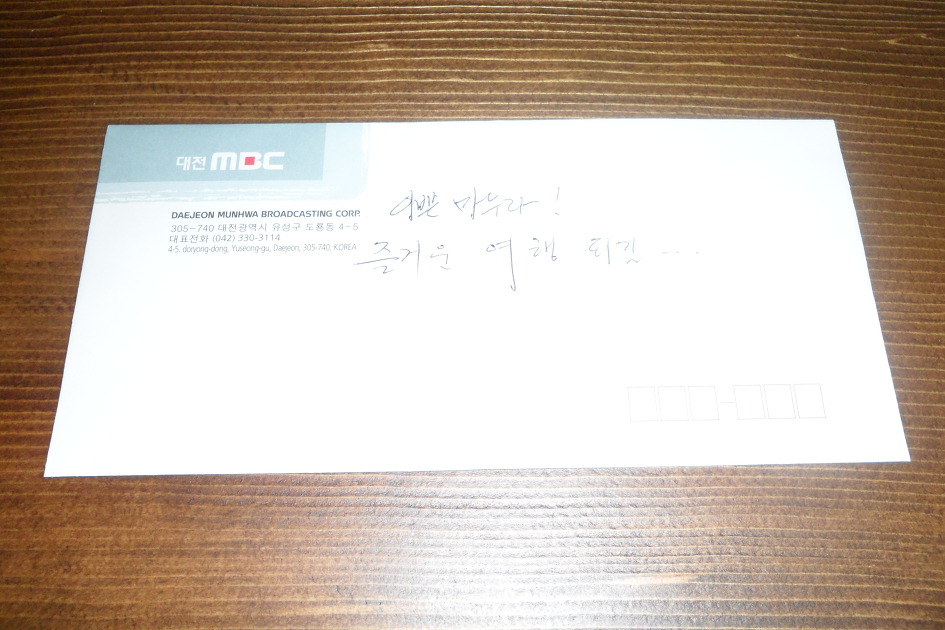 대전 MBC
DAEJEON MUNHWA BROADCASTING CORP.
305-740 대전광역시 유성구 도룡동 4-5
대표전화 (042) 330-3114
4-5. doryong-dong, Yuseong-gu, Daejeon, 305-740, KOREA
이쁜 마누라!
즐거운 여행 되길....